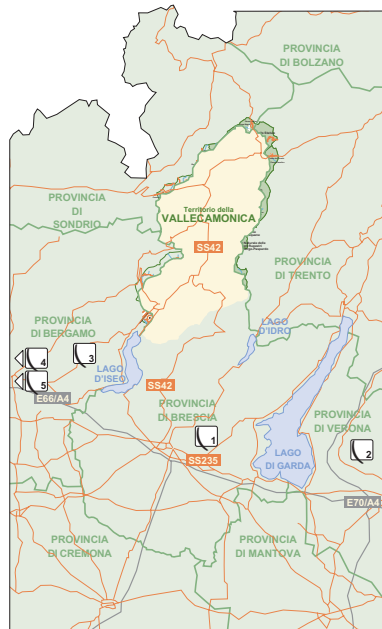 PROVINCIA
DI BOLZANO
PROVINCIA
DI
SONDRIO
Territorio della
VALLECAMONICA
SS42
PROVINCIA
DI TRENTO
PROVINCIA
DI BERGAMO
LAGO
D'IDRO
4
3
5
LAGO
D'ISEO
E66/A4
SS42
PROVINCIA
DI BRESCIA
PROVINCIA
DI VERONA
1
2
LAGO
DI GARDA
SS235
E70/A4
PROVINCIA
DI CREMONA
PROVINCIA
DI MANTOVA